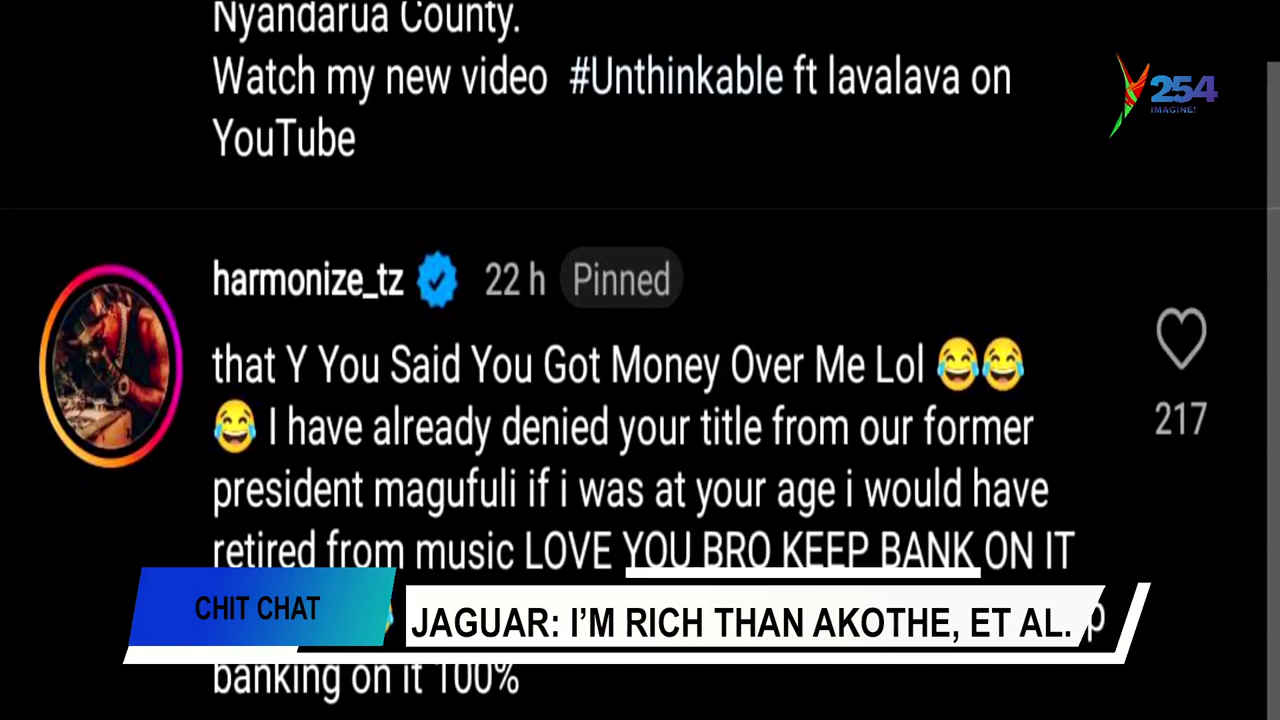 Nyandarua County.
Watch my new video #Unthinkable ft lavalava on
YouTube
254
IMAGINE!
harmonize_tz 22 h Pinned
that Y You Said You Got Money Over Me Lol 😂😂
😂 I have already denied your title from our former
president magufuli if i was at your age i would have
retired from music LOVE YOU BRO KEEP BANK ON IT
217
CHIT CHAT
JAGUAR: I’M RICH THAN AKOTHE, ET AL.
banking on it 100%